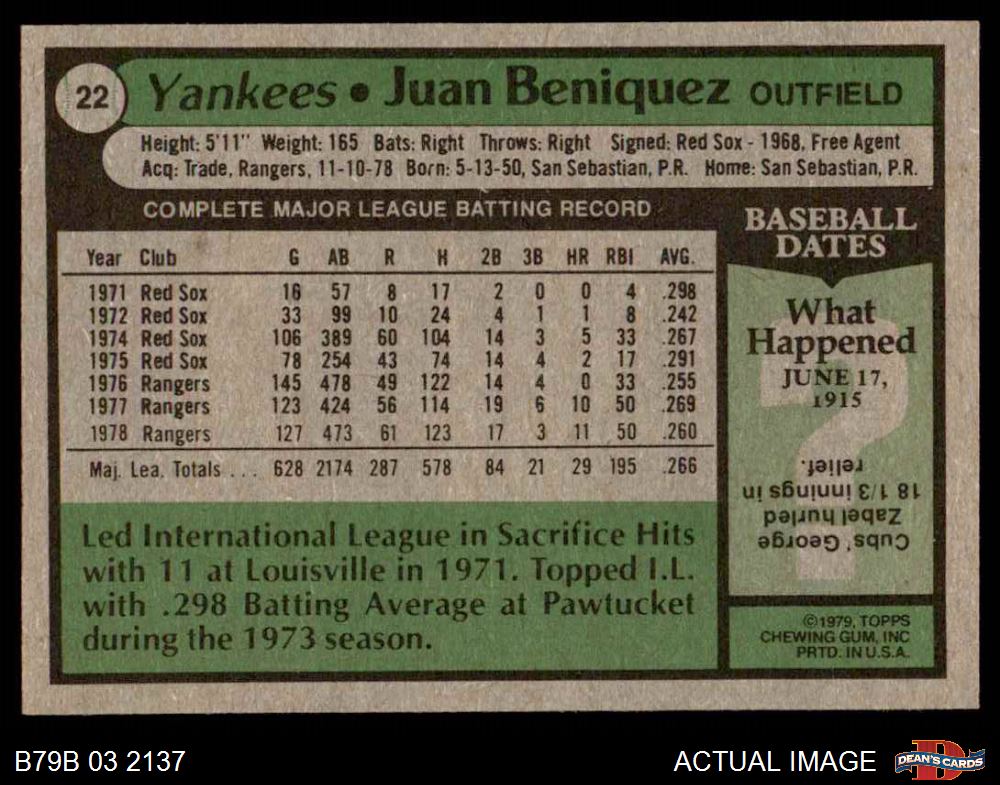 22 Yankees • Juan Beniquez OUTFIELD
Height: 5'11" Weight: 165 Bats: Right Throws: Right Signed: Red Sox - 1968, Free Agent
Acq: Trade, Rangers, 11-10-78 Born: 5-13-50, San Sebastian, P.R. Home: San Sebastian, P.R.
COMPLETE MAJOR LEAGUE BATTING RECORD
Year Club G AB R H 2B 3B HR RBI AVG.
1971 Red Sox 16 57 8 17 2 0 0 4 .298
1972 Red Sox 33 99 10 24 4 1 1 8 .242
1974 Red Sox 106 389 60 104 14 3 5 33 .267
1975 Red Sox 78 254 43 74 14 4 2 17 .291
1976 Rangers 145 478 49 122 14 4 0 33 .255
1977 Rangers 123 424 56 114 19 6 10 50 .269
1978 Rangers 127 473 61 123 17 3 11 50 .260
Maj. Lea. Totals . . . 628 2174 287 578 84 21 29 195 .266
Led International League in Sacrifice Hits
with 11 at Louisville in 1971. Topped I.L.
with .298 Batting Average at Pawtucket
during the 1973 season.
BASEBALL
DATES
What
Happened
JUNE 17,
1915
?
Cubs' George
Zabel hurled
18 1/3 innings in
relief.
©1979, TOPPS
CHEWING GUM, INC
PRTD. IN U.S.A.
B79B 03 2137
ACTUAL IMAGE
D
DEAN'S CARDS